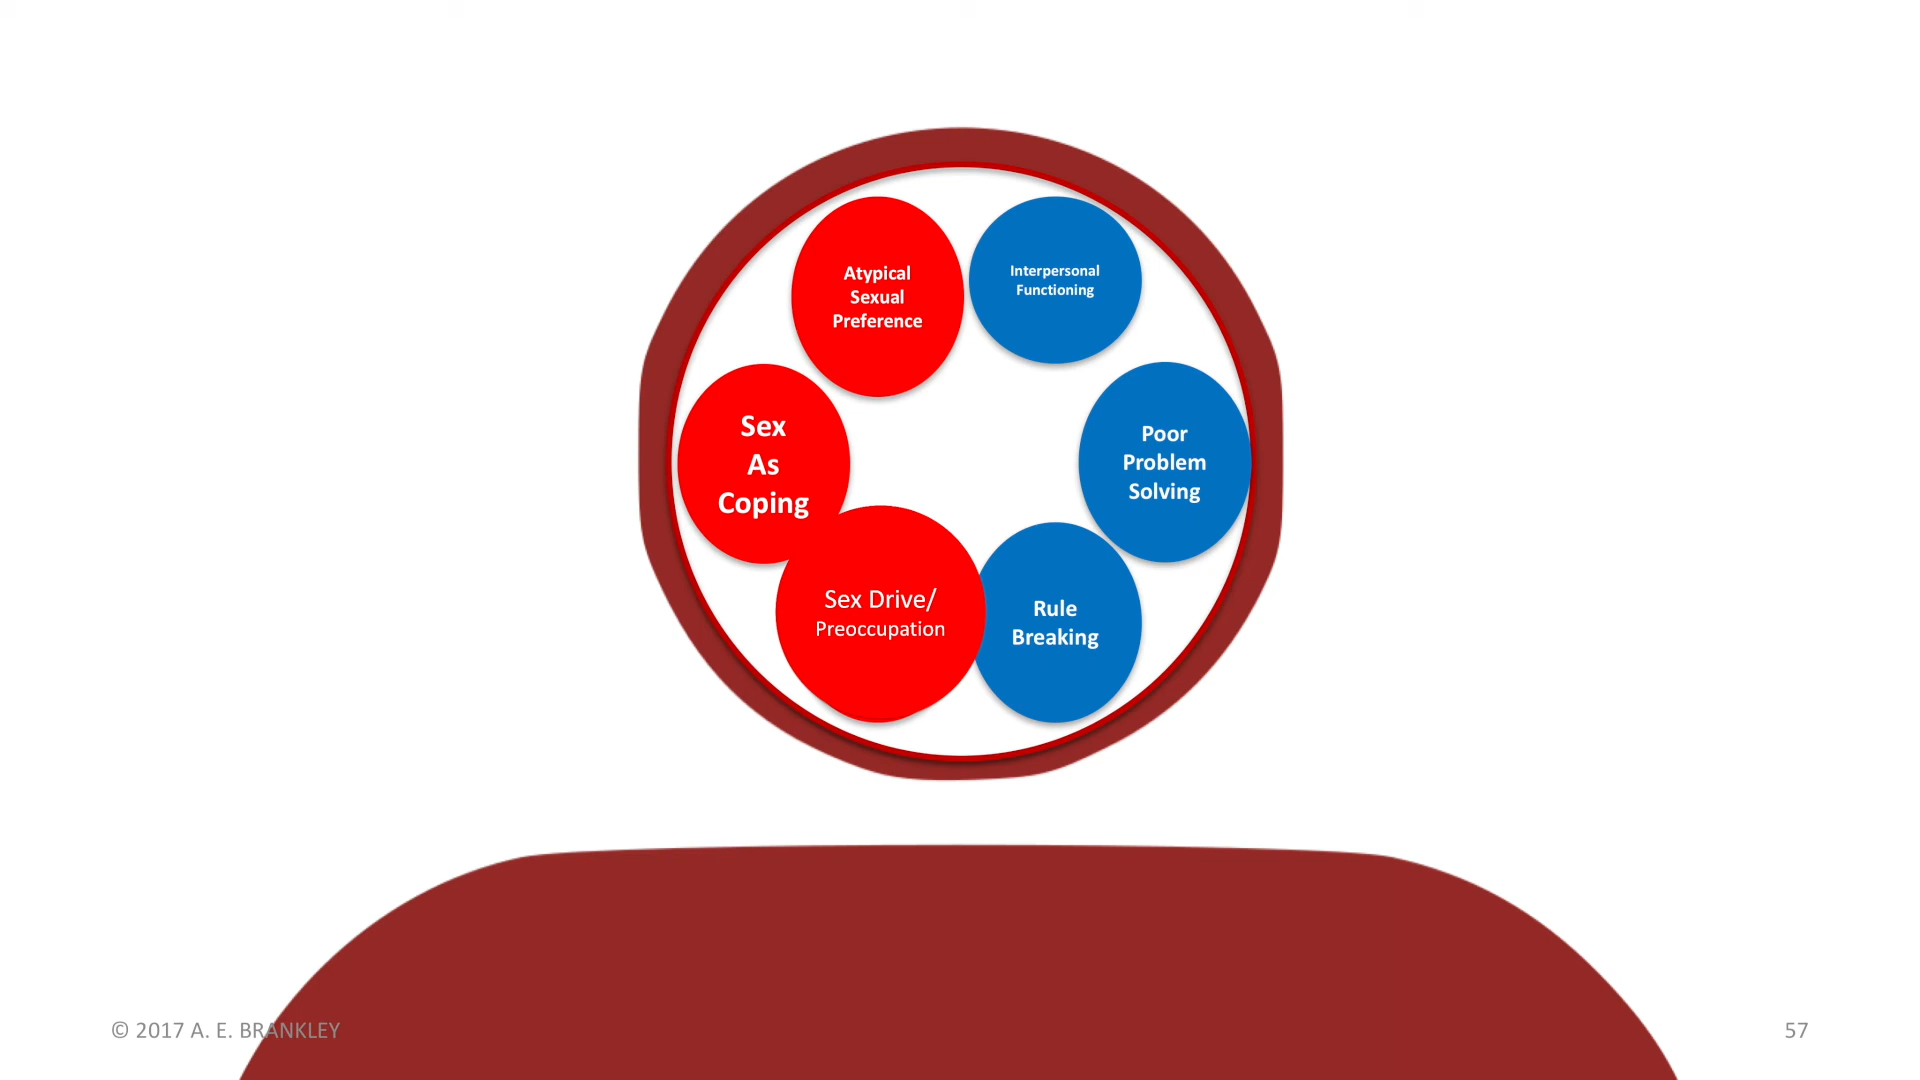 Atypical
Sexual
Preference
Interpersonal
Functioning
Sex
As
Coping
Poor
Problem
Solving
Sex Drive/
Preoccupation
Rule
Breaking
© 2017 A. E. BRANKLEY
57